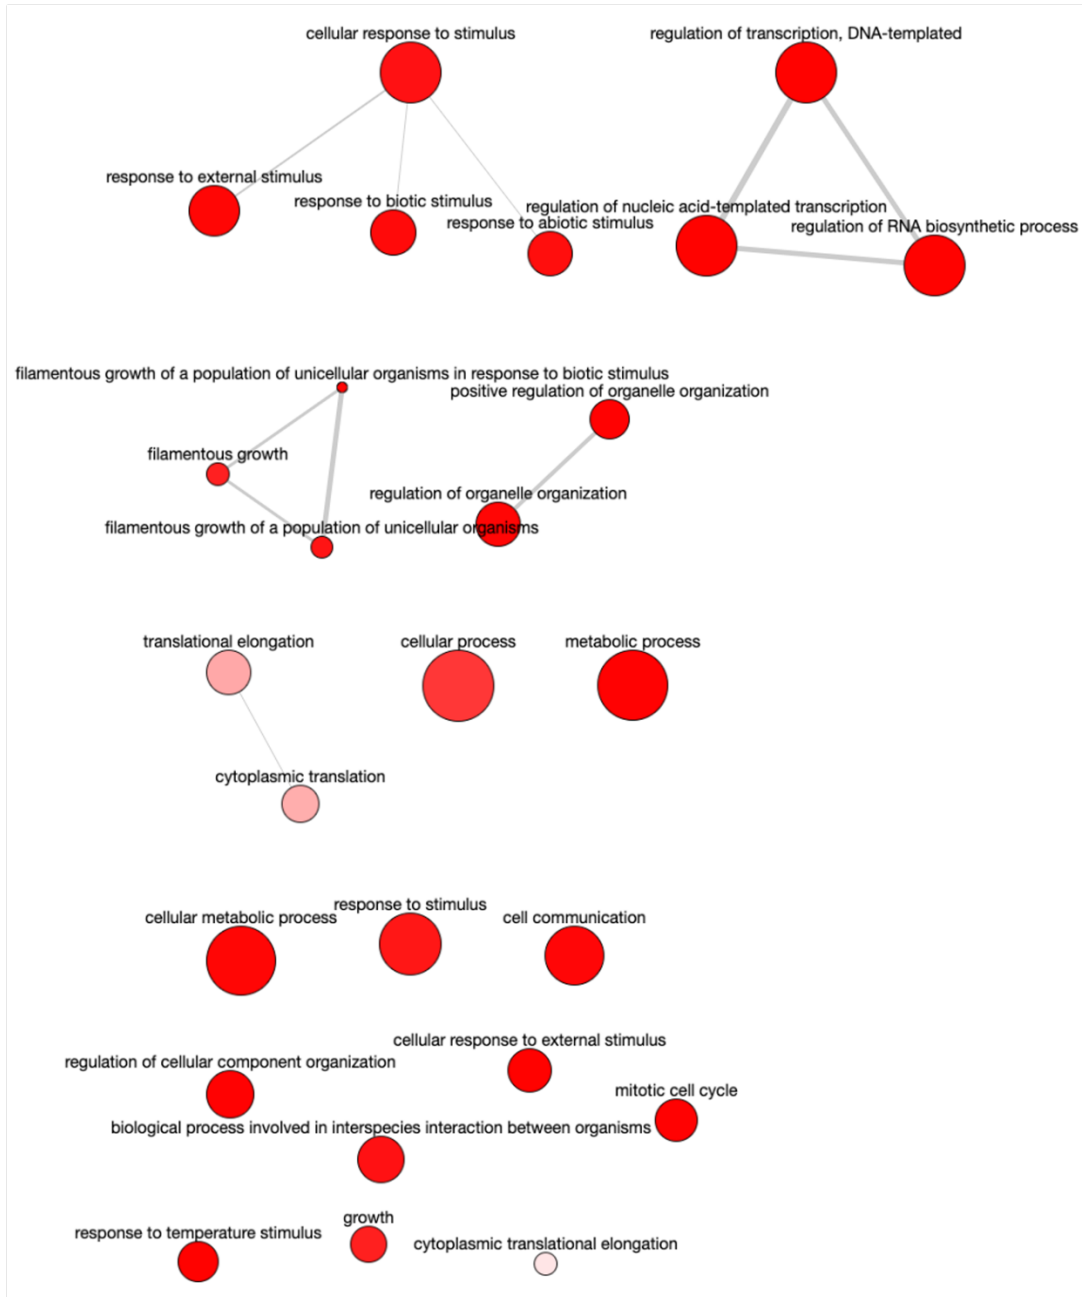 cellular response to stimulus
regulation of transcription, DNA-templated
response to external stimulus
response to biotic stimulus
regulation of nucleic acid-templated transcription
response to abiotic stimulus
regulation of RNA biosynthetic process
filamentous growth of a population of unicellular organisms in response to biotic stimulus
positive regulation of organelle organization
filamentous growth
regulation of organelle organization
filamentous growth of a population of unicellular organisms
translational elongation
cellular process
metabolic process
cytoplasmic translation
cellular metabolic process
response to stimulus
cell communication
cellular response to external stimulus
regulation of cellular component organization
mitotic cell cycle
biological process involved in interspecies interaction between organisms
growth
response to temperature stimulus
cytoplasmic translational elongation